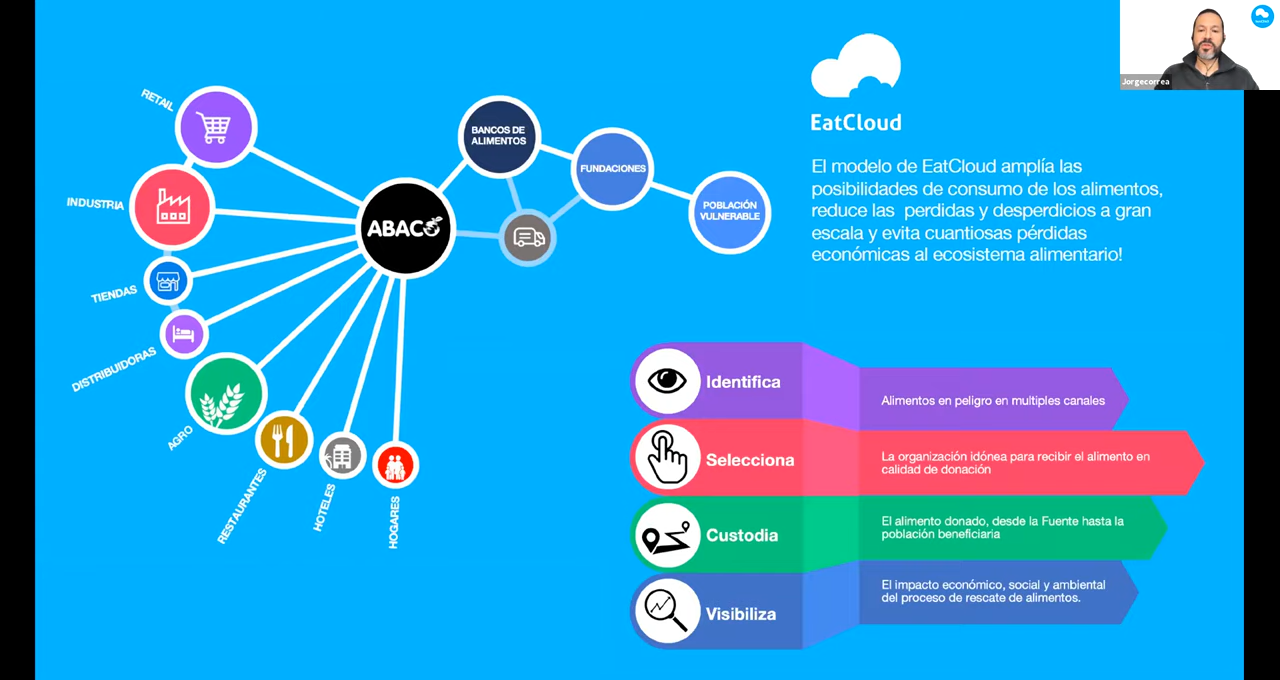 RETAIL
INDUSTRIA
TIENDAS
DISTRIBUIDORAS
AGRO
RESTAURANTES
HOTELES
HOGARES
ABACO
BANCOS DE
ALIMENTOS
FUNDACIONES
POBLACIÓN
VULNERABLE
EatCloud
El modelo de EatCloud amplía las
posibilidades de consumo de los alimentos,
reduce las perdidas y desperdicios a gran
escala y evita cuantiosas pérdidas
económicas al ecosistema alimentario!
Identifica
Alimentos en peligro en multiples canales
Selecciona
La organización idónea para recibir el alimento en
calidad de donación
Custodia
El alimento donado, desde la Fuente hasta la
población beneficiaria
Visibiliza
El impacto económico, social y ambiental
del proceso de rescate de alimentos.
Jorgecorrea